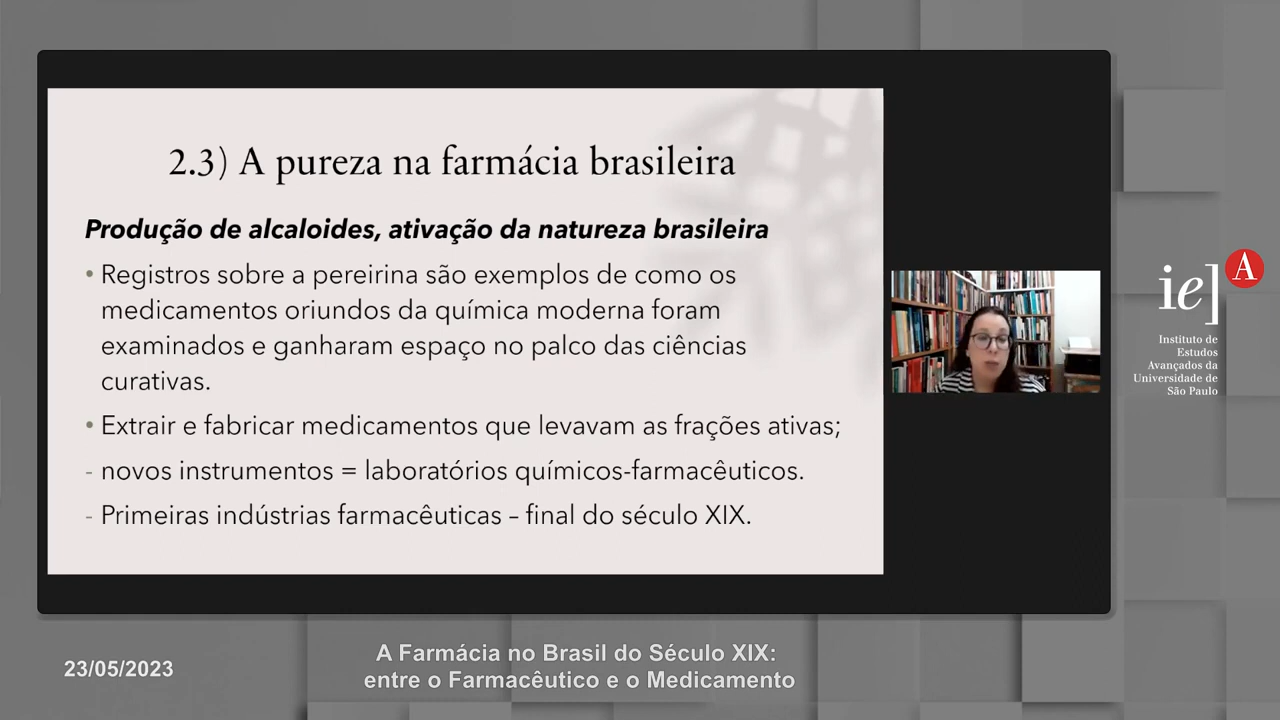 2.3) A pureza na farmácia brasileira
Produção de alcaloides, ativação da natureza brasileira
• Registros sobre a pereirina são exemplos de como os
medicamentos oriundos da química moderna foram
examinados e ganharam espaço no palco das ciências
curativas.
• Extrair e fabricar medicamentos que levavam as frações ativas;
- novos instrumentos = laboratórios químicos-farmacêuticos.
- Primeiras indústrias farmacêuticas – final do século XIX.
ie] A
Instituto de
Estudos
Avançados da
Universidade de
São Paulo
23/05/2023
A Farmácia no Brasil do Século XIX:
entre o Farmacêutico e o Medicamento